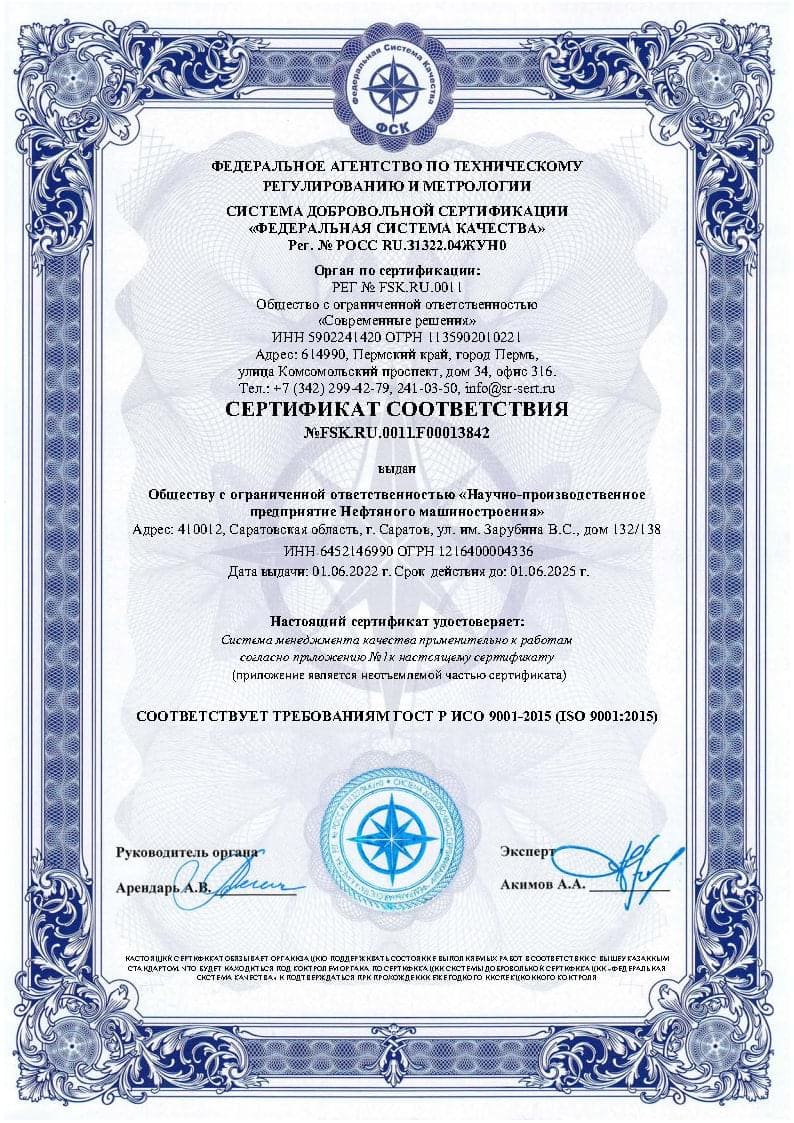 Федеральная Система Качества
ФСК
ФЕДЕРАЛЬНОЕ АГЕНТСТВО ПО ТЕХНИЧЕСКОМУ
РЕГУЛИРОВАНИЮ И МЕТРОЛОГИИ
СИСТЕМА ДОБРОВОЛЬНОЙ СЕРТИФИКАЦИИ
«ФЕДЕРАЛЬНАЯ СИСТЕМА КАЧЕСТВА»
Рег. № РОСС RU.31322.04ЖУН0
Орган по сертификации:
РЕГ № FSK.RU.0011
Общество с ограниченной ответственностью
«Современные решения»
ИНН 5902241420 ОГРН 1135902010221
Адрес: 614990, Пермский край, город Пермь,
улица Комсомольский проспект, дом 34, офис 316.
Тел.: +7 (342) 299-42-79, 241-03-50, info@sr-sert.ru
СЕРТИФИКАТ СООТВЕТСТВИЯ
№FSK.RU.0011.F00013842
выдан
Обществу с ограниченной ответственностью «Научно-производственное
предприятие Нефтяного машиностроения»
Адрес: 410012, Саратовская область, г. Саратов, ул. им. Зарубина В.С., дом 132/138
ИНН 6452146990 ОГРН 1216400004336
Дата выдачи: 01.06.2022 г. Срок действия до: 01.06.2025 г.
Настоящий сертификат удостоверяет:
Система менеджмента качества применительно к работам
согласно приложению №1к настоящему сертификату
(приложение является неотъемлемой частью сертификата)
СООТВЕТСТВУЕТ ТРЕБОВАНИЯМ ГОСТ Р ИСО 9001-2015 (ISO 9001:2015)
Руководитель органа
Арендарь А.В.
Эксперт
Акимов А.А.
НАСТОЯЩИЙ СЕРТИФИКАТ ОБЯЗЫВАЕТ ОРГАНИЗАЦИЮ ПОДДЕРЖИВАТЬ СОСТОЯНИЕ ВЫПОЛНЯЕМЫХ РАБОТ В СООТВЕТСТВИИ С ВЫШЕУКАЗАННЫМ
СТАНДАРТОМ, ЧТО БУДЕТ НАХОДИТЬСЯ ПОД КОНТРОЛЕМ ОРГАНА ПО СЕРТИФИКАЦИИ СИСТЕМЫ ДОБРОВОЛЬНОЙ СЕРТИФИКАЦИИ «ФЕДЕРАЛЬНАЯ
СИСТЕМА КАЧЕСТВА» И ПОДТВЕРЖДАТЬСЯ ПРИ ПРОХОЖДЕНИИ ЕЖЕГОДНОГО ИНСПЕКЦИОННОГО КОНТРОЛЯ